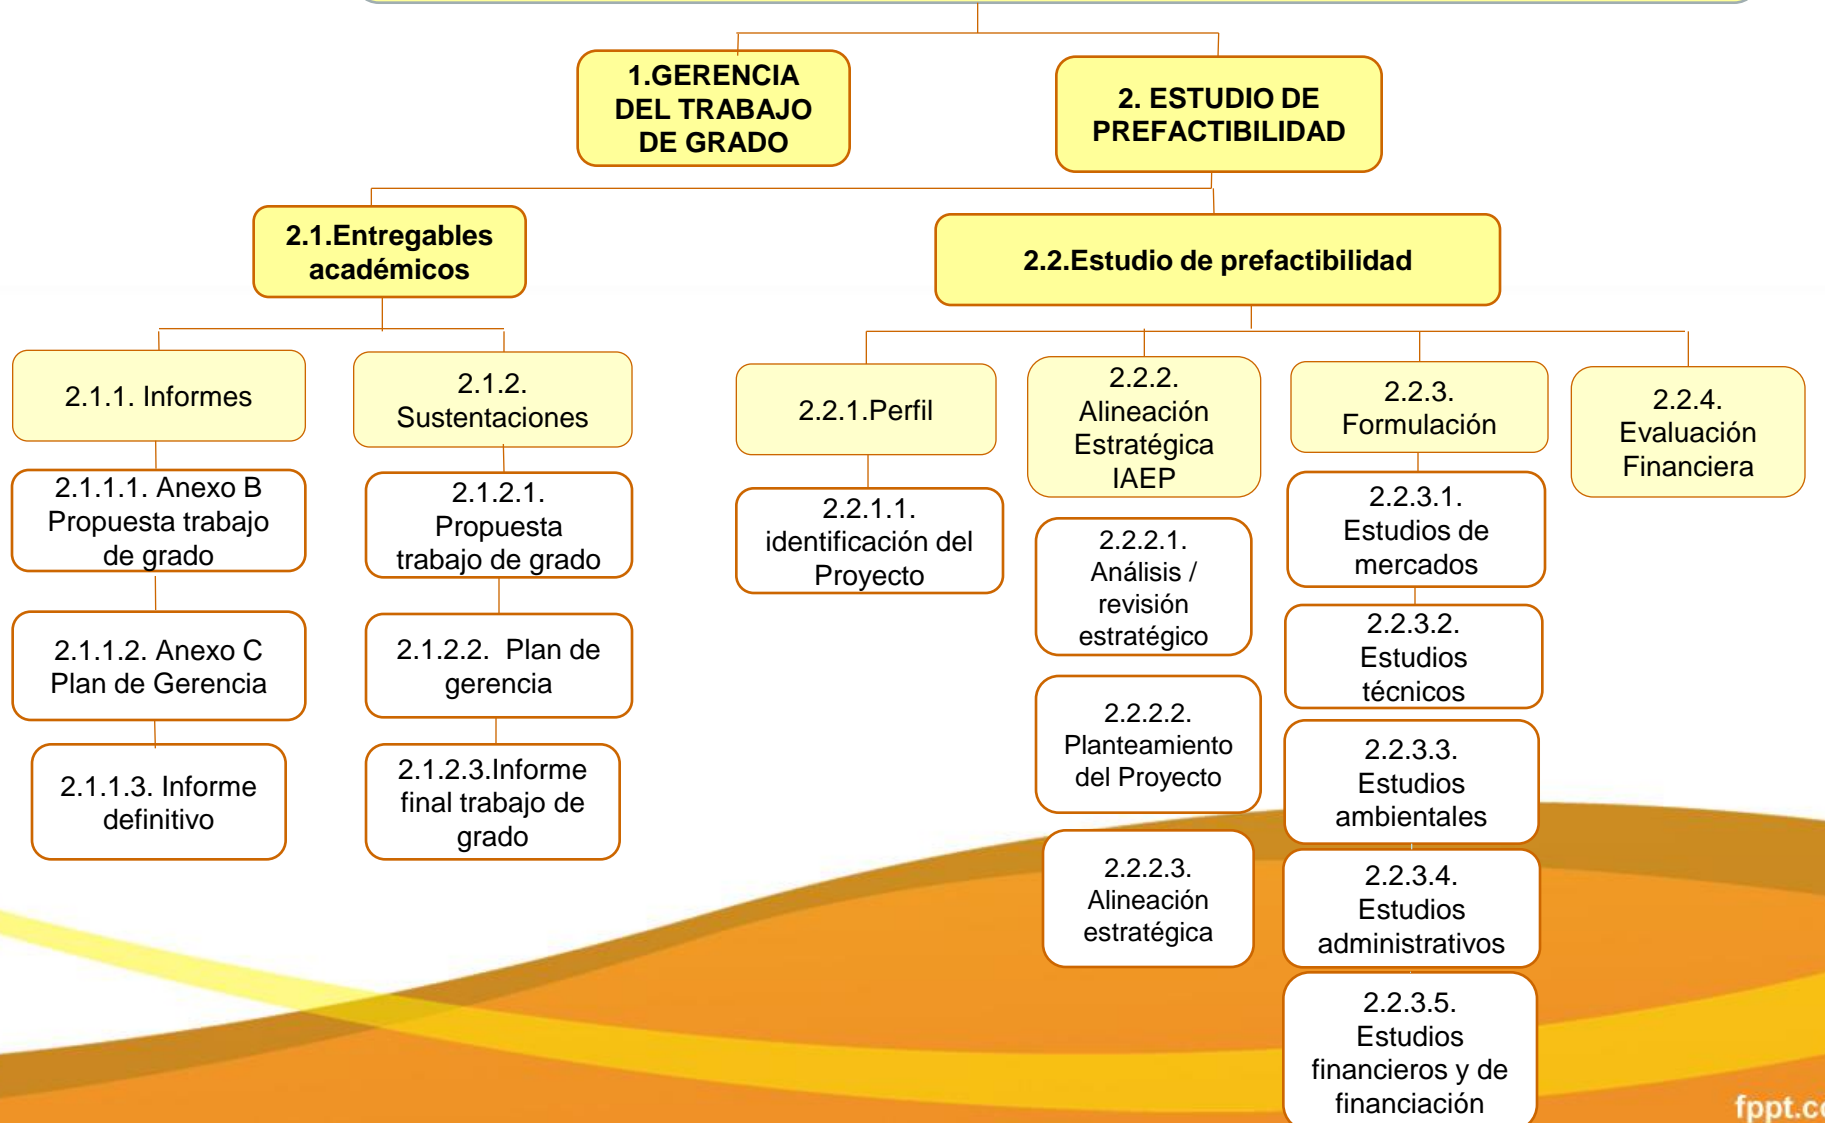 1.GERENCIA
DEL TRABAJO
DE GRADO
2. ESTUDIO DE
PREFACTIBILIDAD
2.1.Entregables
académicos
2.2.Estudio de prefactibilidad
2.1.1. Informes
2.1.1.1. Anexo B
Propuesta trabajo
de grado
2.1.1.2. Anexo C
Plan de Gerencia
2.1.1.3. Informe
definitivo
2.1.2.
Sustentaciones
2.1.2.1.
Propuesta
trabajo de grado
2.1.2.2.  Plan de
gerencia
2.1.2.3.Informe
final trabajo de
grado
2.2.1.Perfil
2.2.1.1.
identificación del
Proyecto
2.2.2.
Alineación
Estratégica
IAEP
2.2.2.1.
Análisis /
revisión
estratégico
2.2.2.2.
Planteamiento
del Proyecto
2.2.2.3.
Alineación
estratégica
2.2.3.
Formulación
2.2.3.1.
Estudios de
mercados
2.2.3.2.
Estudios
técnicos
2.2.3.3.
Estudios
ambientales
2.2.3.4.
Estudios
administrativos
2.2.3.5.
Estudios
financieros y de
financiación
2.2.4.
Evaluación
Financiera
fppt.c